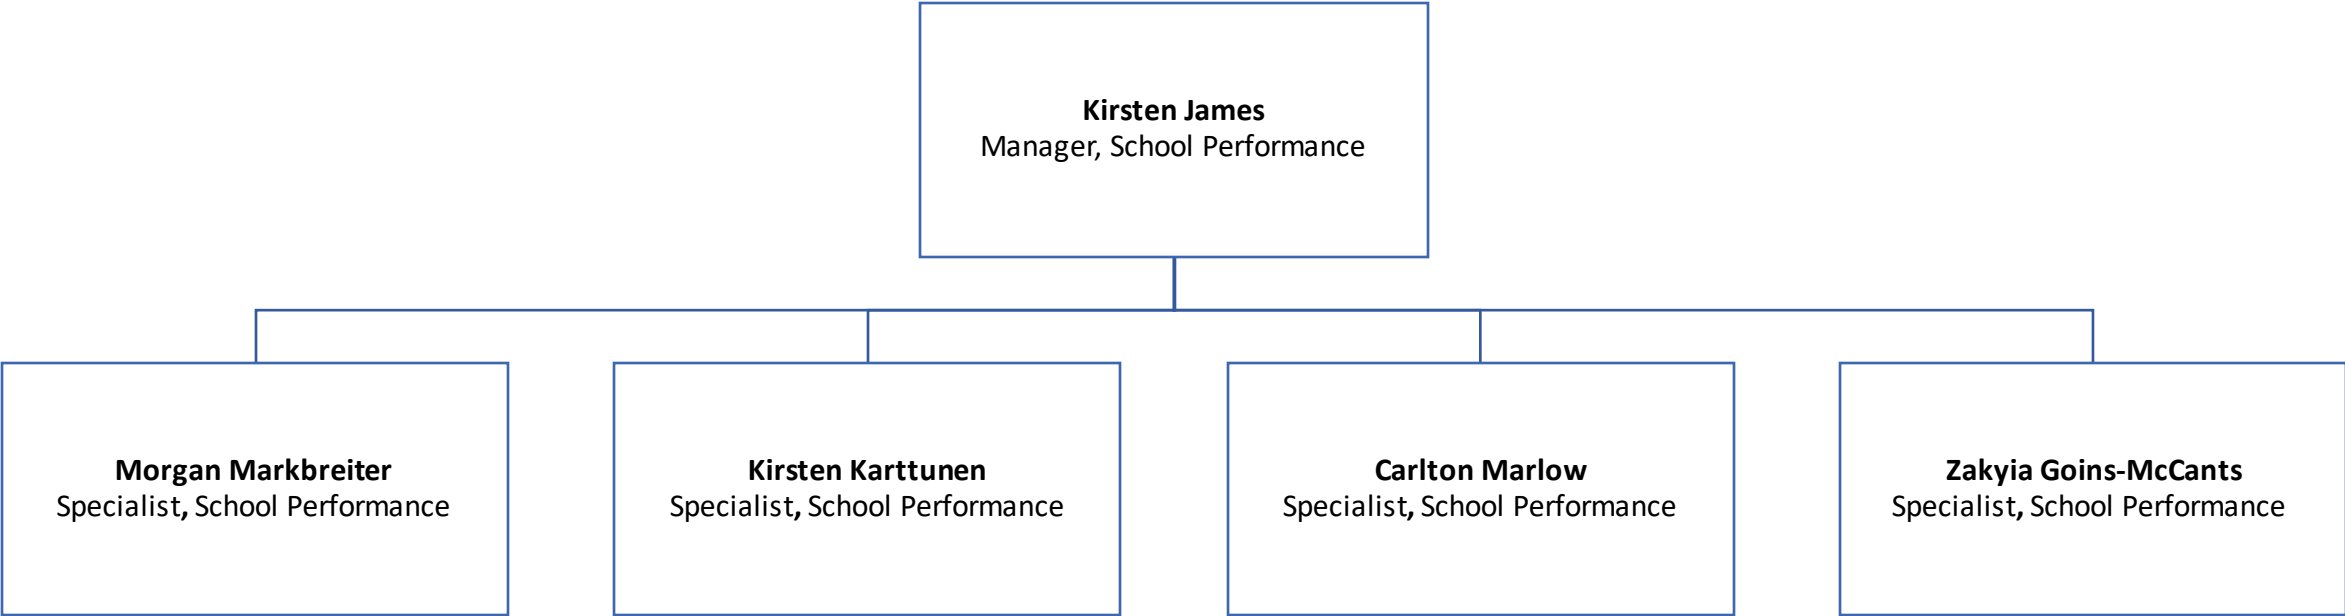 Kirsten James
Manager, School Performance
Morgan Markbreiter
Specialist, School Performance
Kirsten Karttunen
Specialist, School Performance
Carlton Marlow
Specialist, School Performance
Zakyia Goins-McCants
Specialist, School Performance